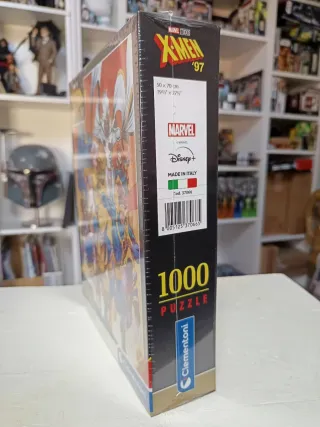 MARVEL STUDIOS
X-MEN
'97
50 x 70 cm
MARVEL
Disney+
MADE IN ITALY
1000
PUZZLE
Clementoni